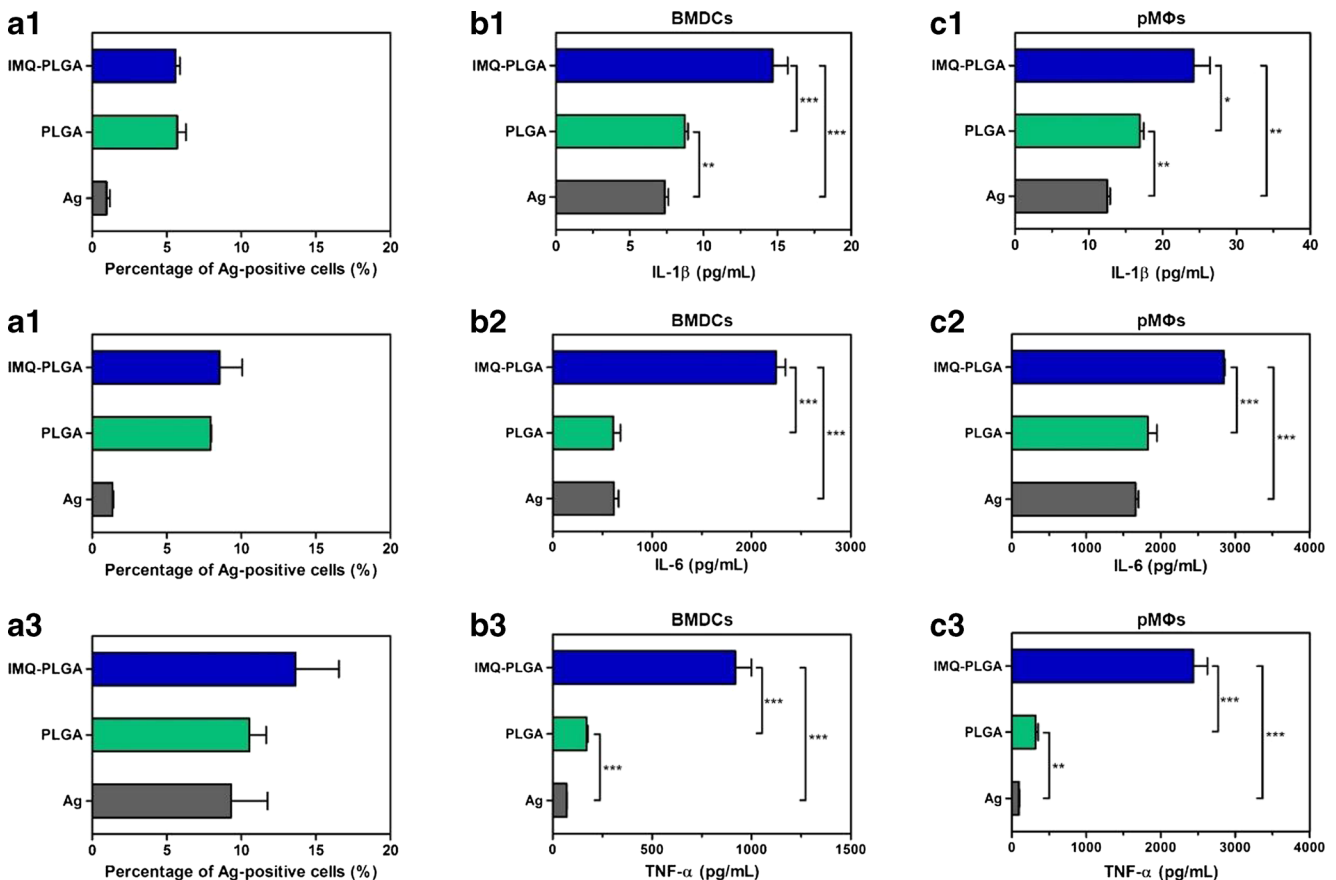 a1
IMQ-PLGA
PLGA
Ag
0 5 10 15 20
Percentage of Ag-positive cells (%)
b1
BMDCs
IMQ-PLGA
PLGA
Ag
***
***
**
0 5 10 15 20
IL-1β (pg/mL)
c1
pMΦs
IMQ-PLGA
PLGA
Ag
*
**
**
0 10 20 30 40
IL-1β (pg/mL)
a1
IMQ-PLGA
PLGA
Ag
0 5 10 15 20
Percentage of Ag-positive cells (%)
b2
BMDCs
IMQ-PLGA
PLGA
Ag
***
***
0 1000 2000 3000
IL-6 (pg/mL)
c2
pMΦs
IMQ-PLGA
PLGA
Ag
***
***
0 1000 2000 3000 4000
IL-6 (pg/mL)
a3
IMQ-PLGA
PLGA
Ag
0 5 10 15 20
Percentage of Ag-positive cells (%)
b3
BMDCs
IMQ-PLGA
PLGA
Ag
***
***
***
0 500 1000 1500
TNF-α (pg/mL)
c3
pMΦs
IMQ-PLGA
PLGA
Ag
***
***
**
0 1000 2000 3000 4000
TNF-α (pg/mL)